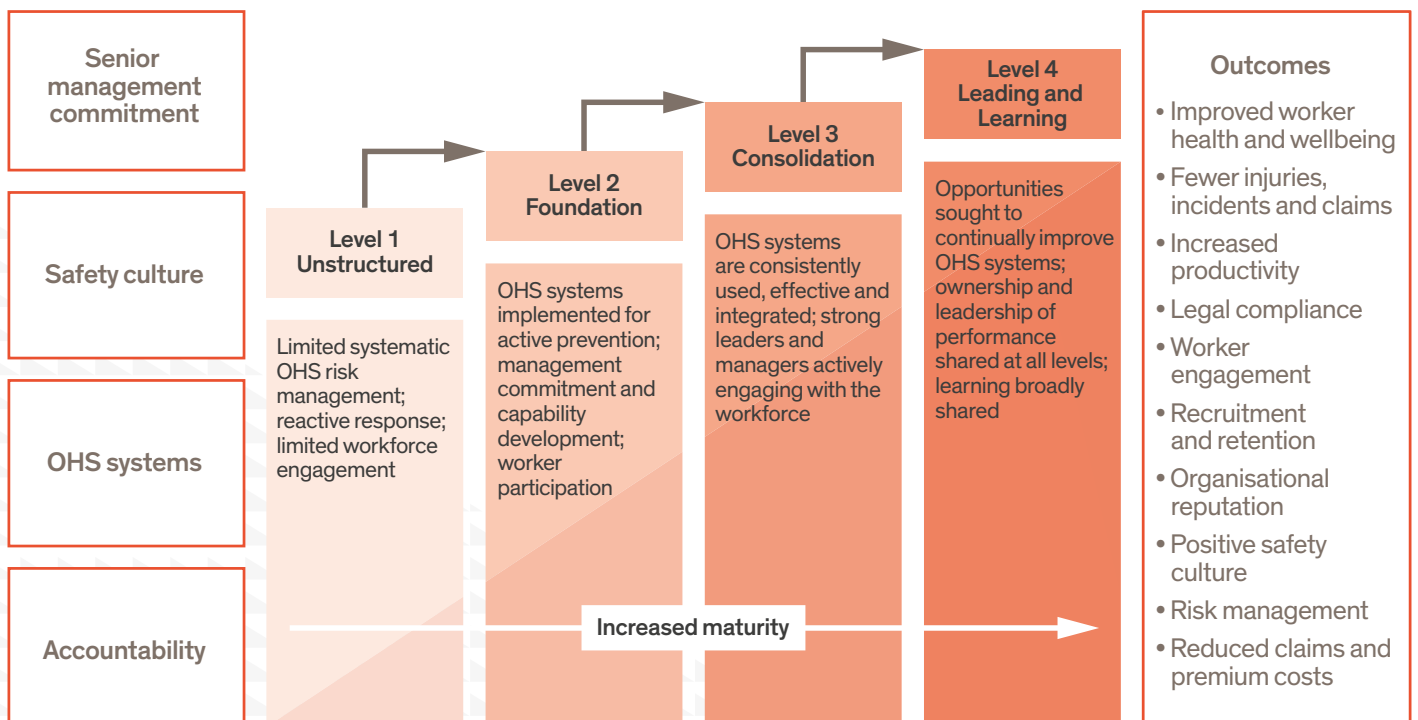 Senior
management
commitment
Safety culture
OHS systems
Accountability
Level 1
Unstructured
Limited systematic
OHS risk
management;
reactive response;
limited workforce
engagement
Level 2
Foundation
OHS systems
implemented for
active prevention;
management
commitment and
capability
development;
worker
participation
Level 3
Consolidation
OHS systems
are consistently
used, effective and
integrated; strong
leaders and
managers actively
engaging with the
workforce
Level 4
Leading and
Learning
Opportunities
sought to
continually improve
OHS systems;
ownership and
leadership of
performance
shared at all levels;
learning broadly
shared
Increased maturity
Outcomes
• Improved worker
health and wellbeing
• Fewer injuries,
incidents and claims
• Increased
productivity
• Legal compliance
• Worker
engagement
• Recruitment
and retention
• Organisational
reputation
• Positive safety
culture
• Risk management
• Reduced claims and
premium costs